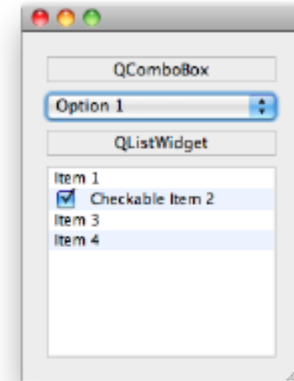 QComboBox
Option 1
QListWidget
Item 1
Checkable Item 2
Item 3
Item 4